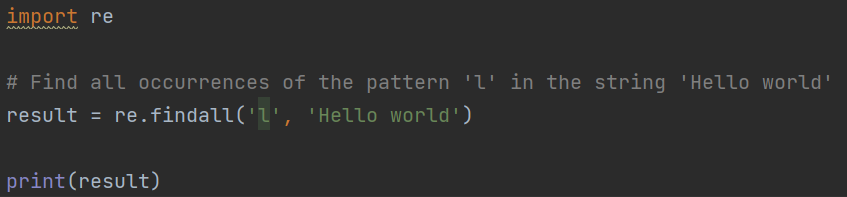 import re
# Find all occurrences of the pattern 'l' in the string 'Hello world'
result = re.findall('l', 'Hello world')
print(result)